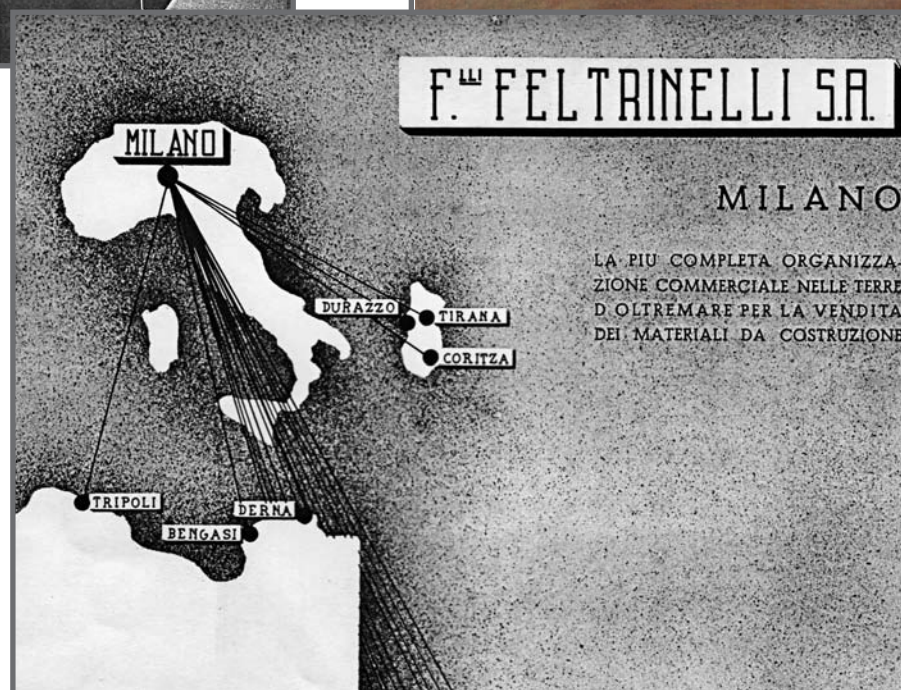 F.LLI FELTRINELLI S.A.
MILANO
MILANO
LA PIU COMPLETA ORGANIZZA-
ZIONE COMMERCIALE NELLE TERRE
D OLTREMARE PER LA VENDITA
DEI MATERIALI DA COSTRUZIONE
DURAZZO
TIRANA
CORITZA
TRIPOLI
DERNA
BENGASI